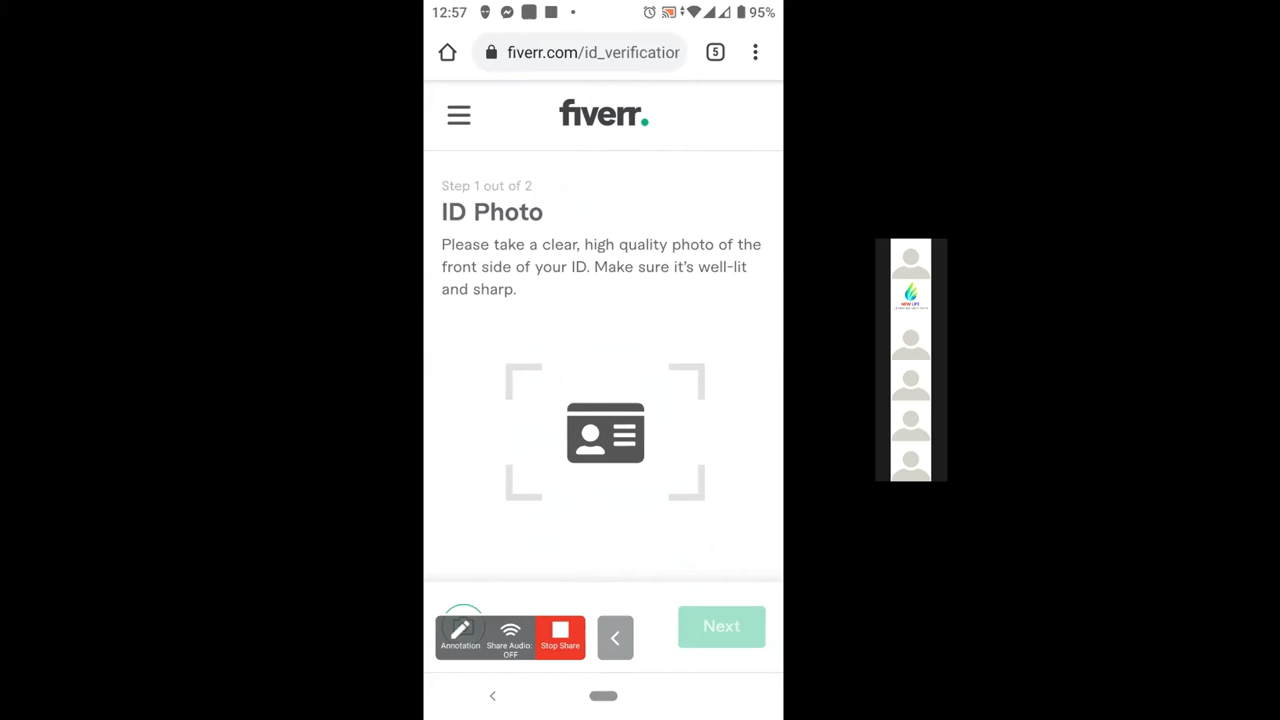 12:57
95%
fiverr.com/id_verification
5
fiverr.
Step 1 out of 2
ID Photo
Please take a clear, high quality photo of the
front side of your ID. Make sure it's well-lit
and sharp.
NEW LIFE
Annotation
Share Audio:
OFF
Stop Share
Next